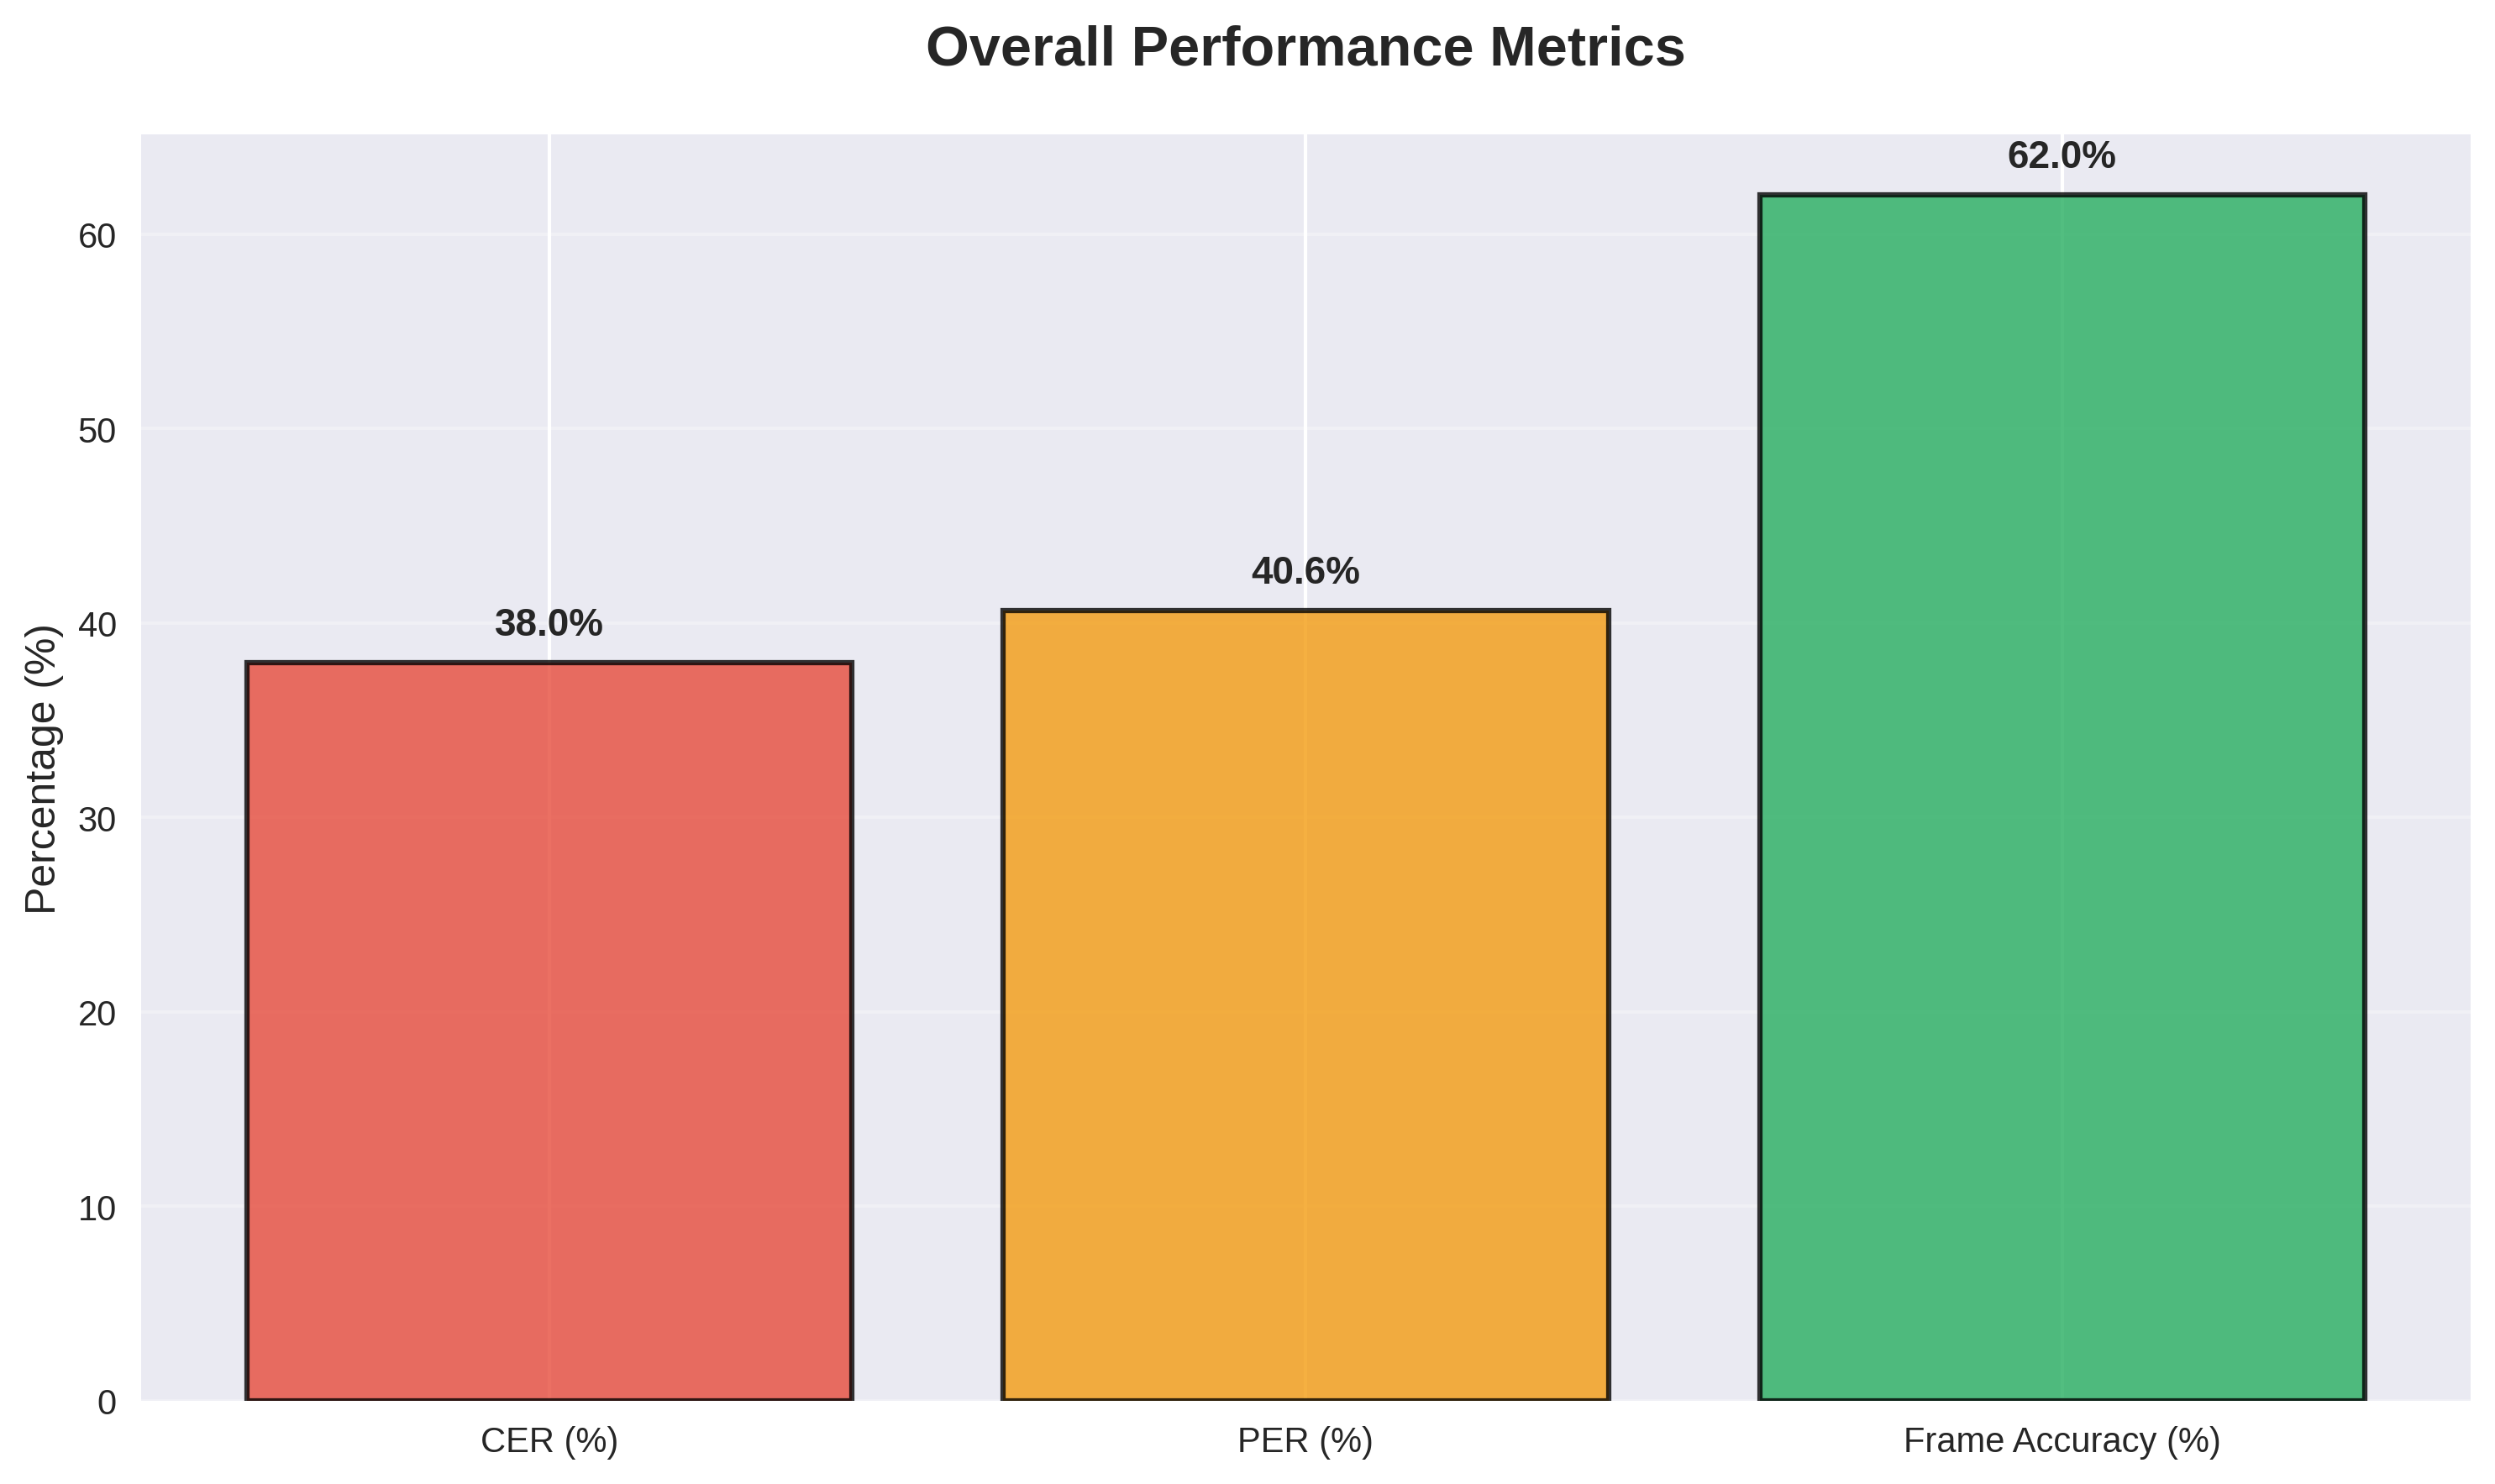 Overall Performance Metrics
62.0%
60
50
40.6%
40
38.0%
30
20
10
0
Percentage (%)
CER (%)
PER (%)
Frame Accuracy (%)